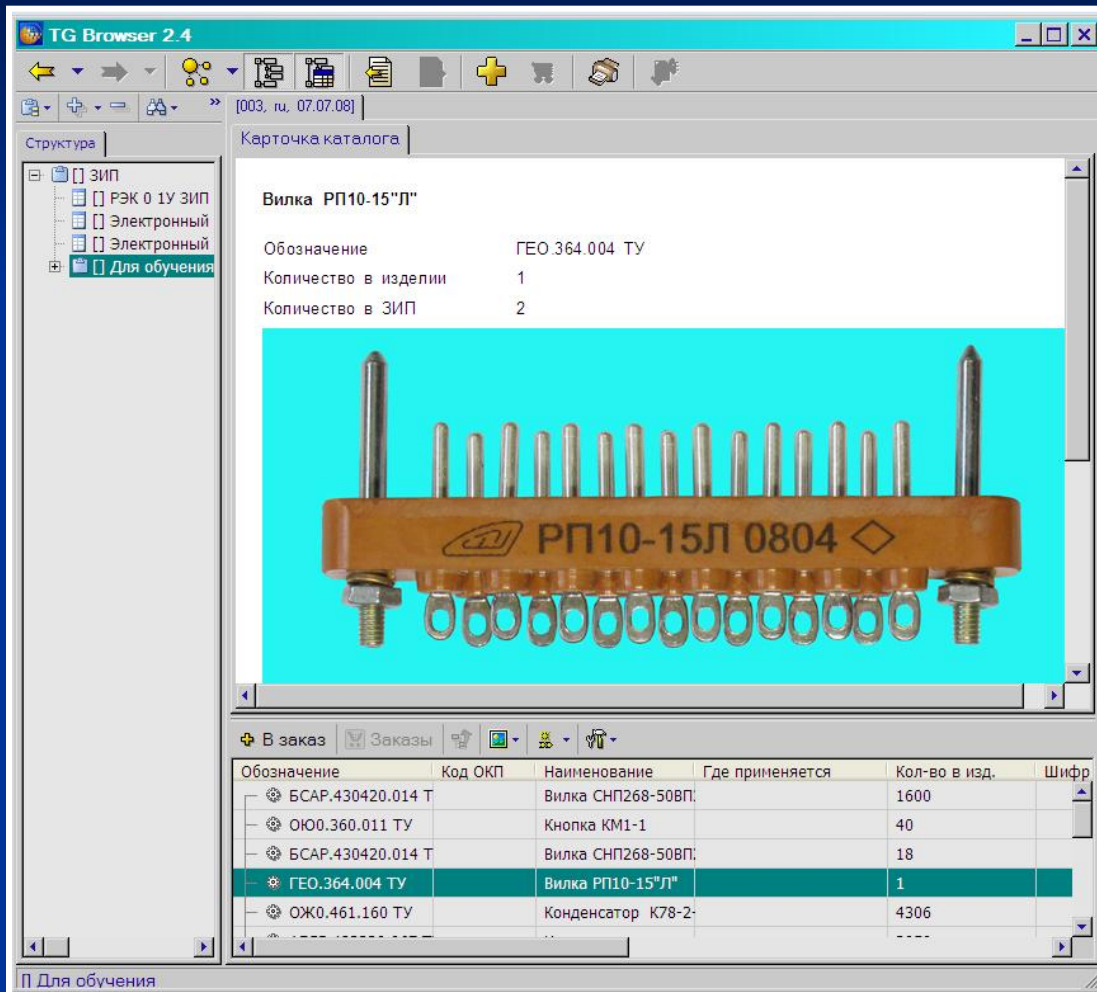 TG Browser 2.4
[003, ru, 07.07.08]
Структура
Карточка каталога
[] ЗИП
[] РЭК 0 1У ЗИП
[] Электронный
[] Электронный
[] Для обучения
Вилка РП10-15"Л"
Обозначение ГЕО.364.004 ТУ
Количество в изделии 1
Количество в ЗИП 2
РП10-15Л 0804
В заказ Заказы
Обозначение Код ОКП Наименование Где применяется Кол-во в изд. Шифр
БСАР.430420.014 Т Вилка СНП268-50ВП 1600
ОЮ0.360.011 ТУ Кнопка КМ1-1 40
БСАР.430420.014 Т Вилка СНП268-50ВП 18
ГЕО.364.004 ТУ Вилка РП10-15"Л" 1
ОЖ0.461.160 ТУ Конденсатор К78-2- 4306
[] Для обучения